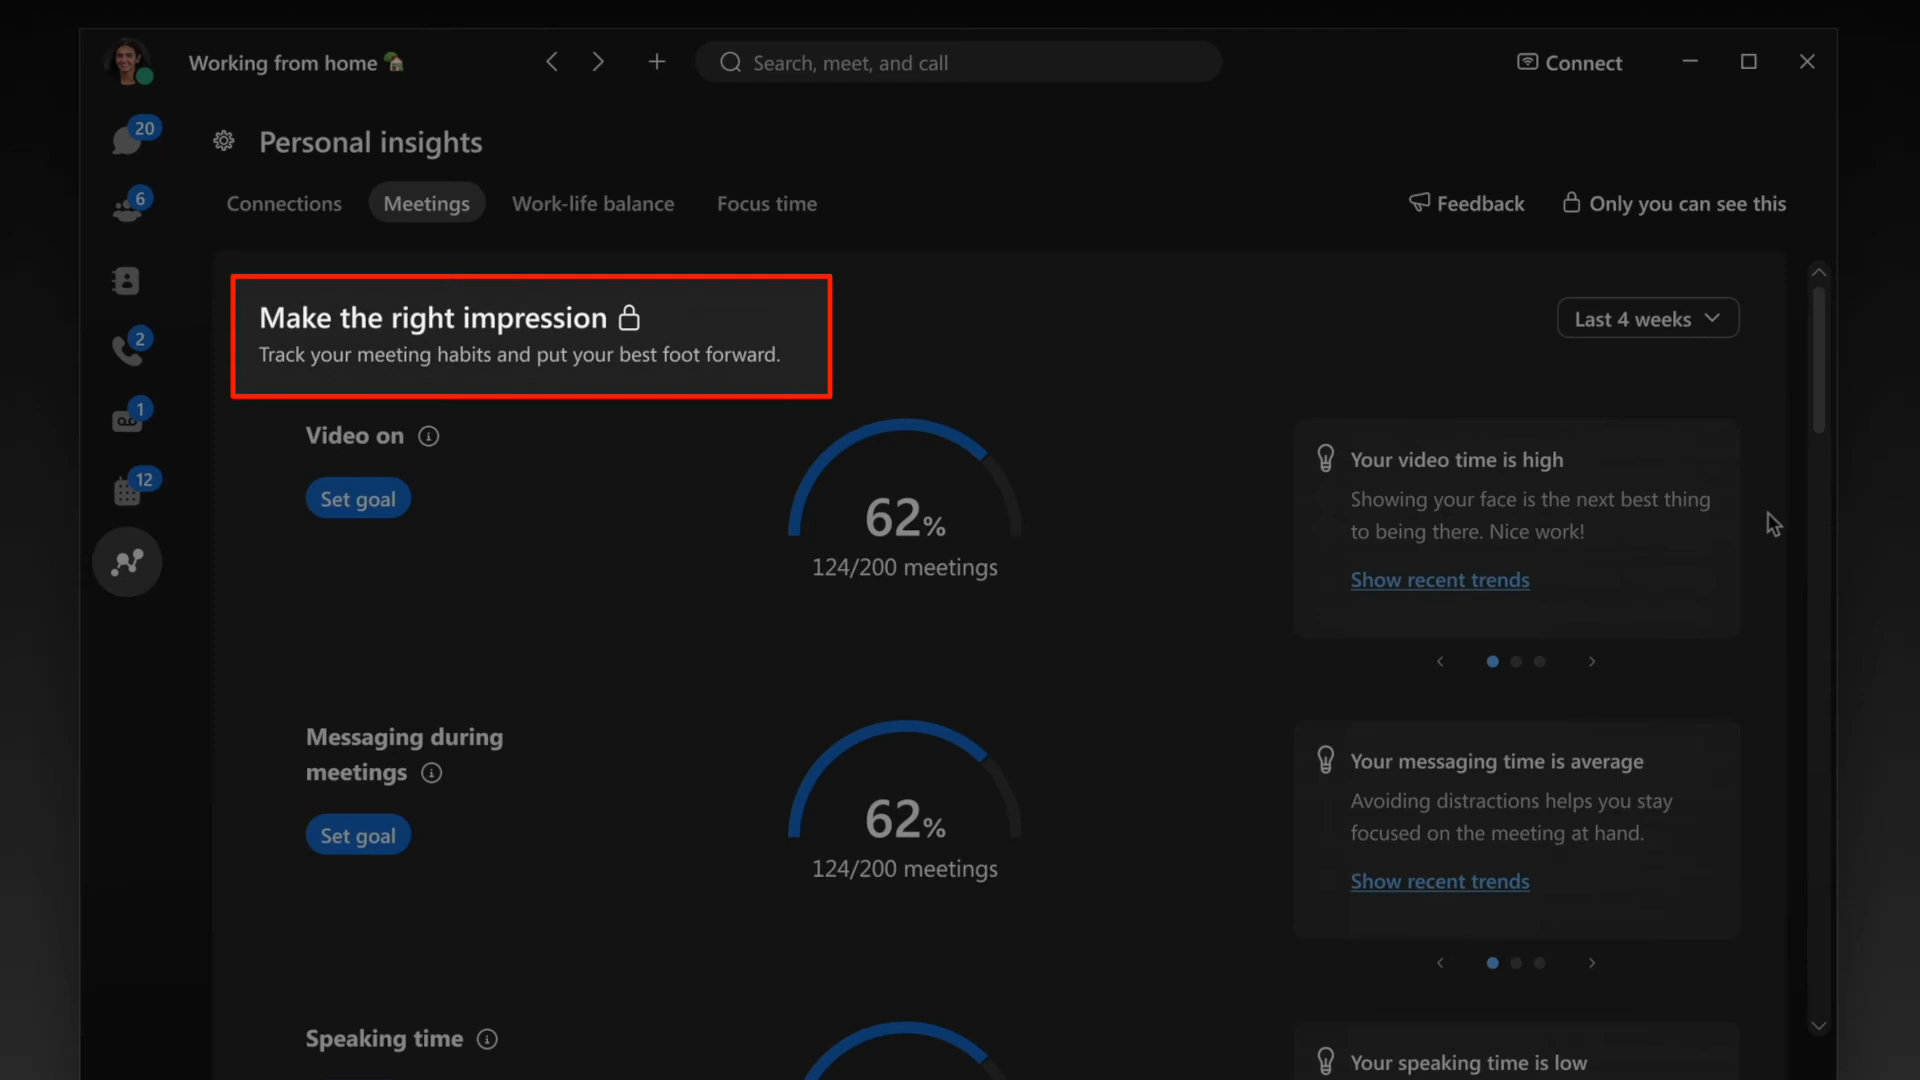 Working from home
Search, meet, and call
Connect
20
6
2
1
12
Personal insights
Connections
Meetings
Work-life balance
Focus time
Feedback
Only you can see this
Make the right impression
Track your meeting habits and put your best foot forward.
Last 4 weeks
Video on
Set goal
62%
124/200 meetings
Your video time is high
Showing your face is the next best thing
to being there. Nice work!
Show recent trends
Messaging during
meetings
Set goal
62%
124/200 meetings
Your messaging time is average
Avoiding distractions helps you stay
focused on the meeting at hand.
Show recent trends
Speaking time
Your speaking time is low